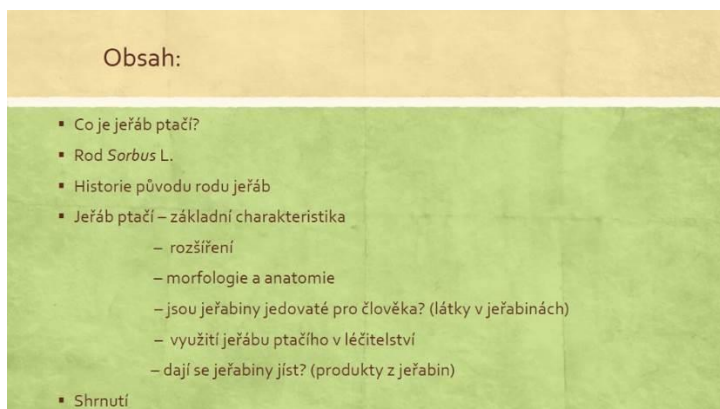 Obsah:
▪ Co je jeřáb ptačí?
▪ Rod Sorbus L.
▪ Historie původu rodu jeřáb
▪ Jeřáb ptačí – základní charakteristika
– rozšíření
– morfologie a anatomie
– jsou jeřabiny jedovaté pro člověka? (látky v jeřabinách)
– využití jeřábu ptačího v léčitelství
– dají se jeřabiny jíst? (produkty z jeřabin)
▪ Shrnutí